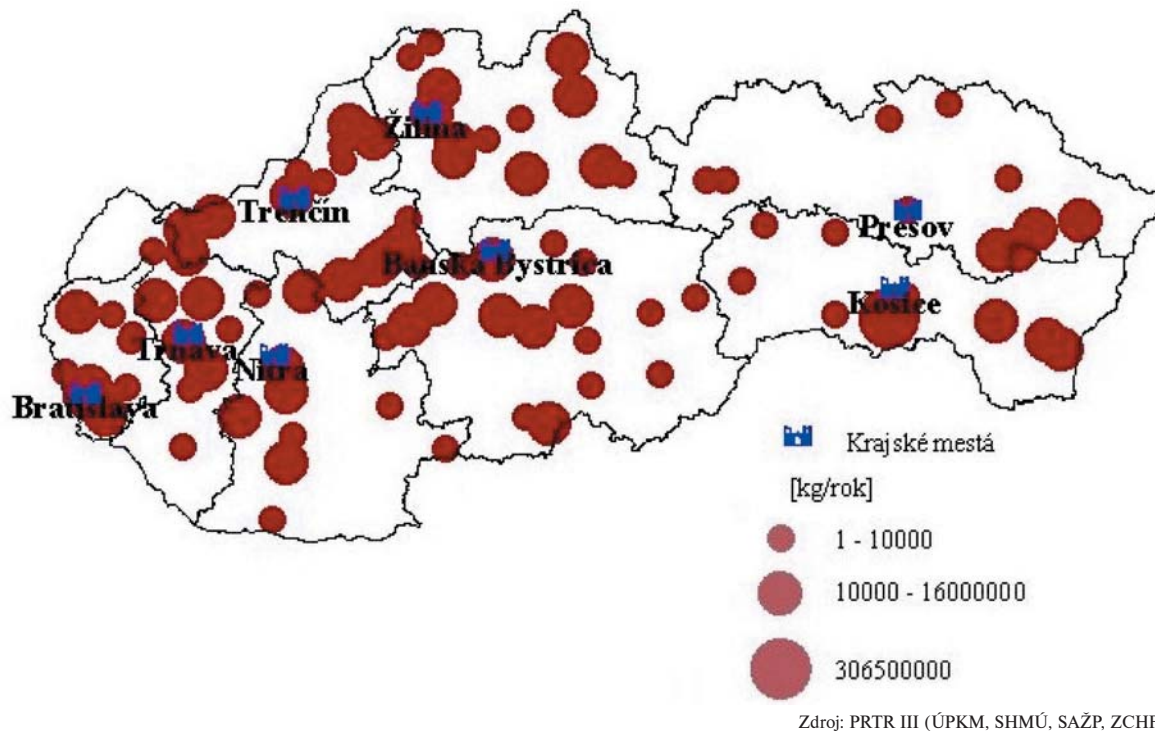 Žilina
Trenčín
Prešov
Banská Bystrica
Košice
Trnava
Nitra
Bratislava
Krajské mestá
[kg/rok]
1 - 10000
10000 - 16000000
306500000
Zdroj: PRTR III (ÚPKM, SHMÚ, SAŽP, ZCHF